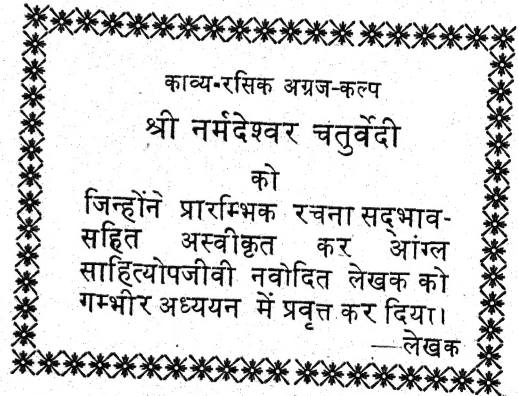 काव्य-रसिक अग्रज-कल्प
श्री नर्मदेश्वर चतुर्वेदी
को
जिन्होंने प्रारम्भिक रचना सद्‌भाव-
सहित अस्वीकृत कर आंग्ल
साहित्योपजीवी नवोदित लेखक को
गम्भीर अध्ययन में प्रवृत्त कर दिया।
—लेखक